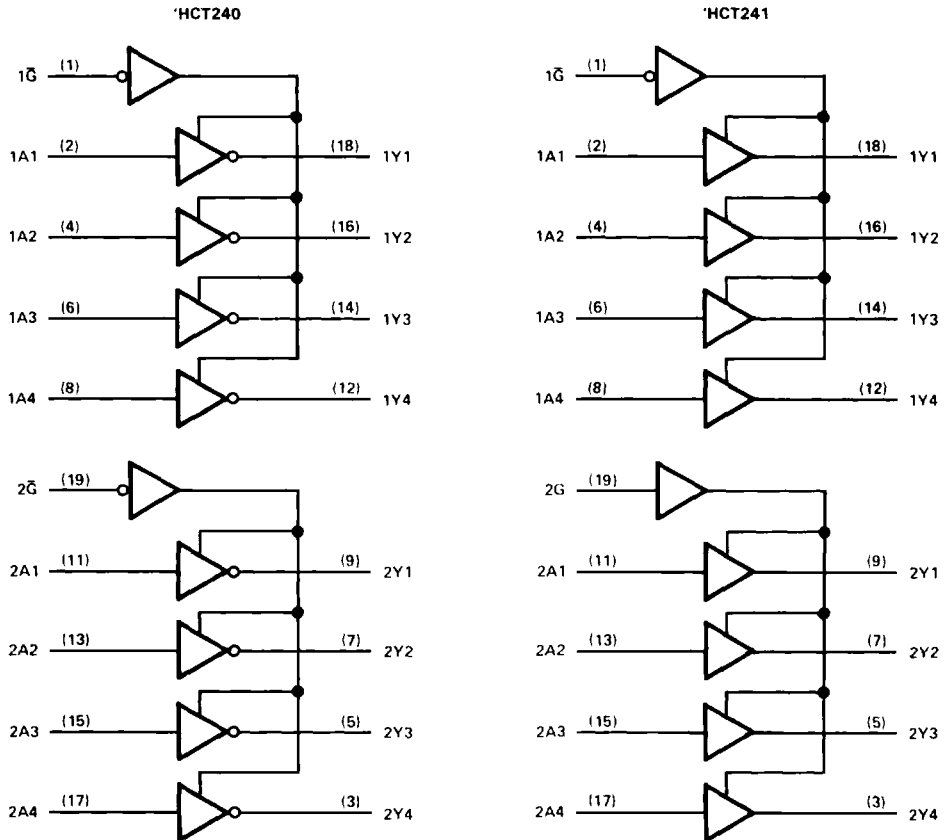 'HCT240
1G̅ (1)
1A1 (2) (18) 1Y1
1A2 (4) (16) 1Y2
1A3 (6) (14) 1Y3
1A4 (8) (12) 1Y4
2G̅ (19)
2A1 (11) (9) 2Y1
2A2 (13) (7) 2Y2
2A3 (15) (5) 2Y3
2A4 (17) (3) 2Y4
'HCT241
1G̅ (1)
1A1 (2) (18) 1Y1
1A2 (4) (16) 1Y2
1A3 (6) (14) 1Y3
1A4 (8) (12) 1Y4
2G (19)
2A1 (11) (9) 2Y1
2A2 (13) (7) 2Y2
2A3 (15) (5) 2Y3
2A4 (17) (3) 2Y4